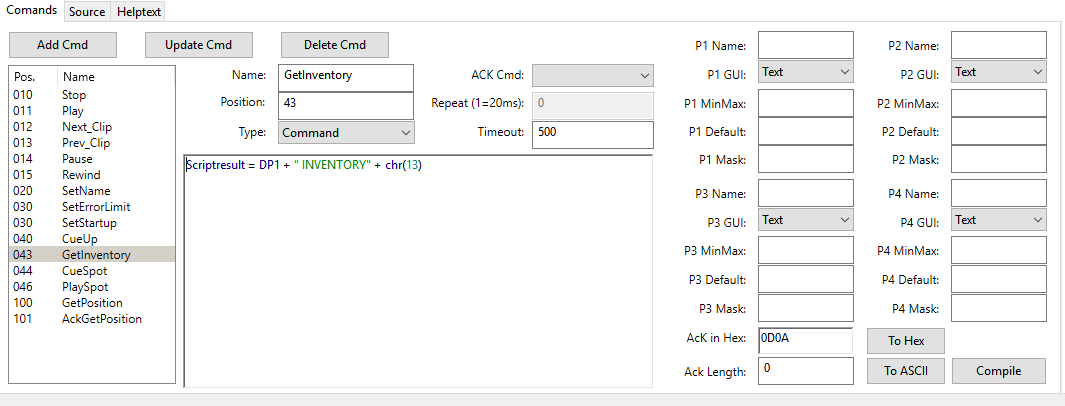 Comands Source Helptext
Add Cmd Update Cmd Delete Cmd
Pos. Name
010 Stop
011 Play
012 Next_Clip
013 Prev_Clip
014 Pause
015 Rewind
020 SetName
030 SetErrorLimit
030 SetStartup
040 CueUp
043 GetInventory
044 CueSpot
046 PlaySpot
100 GetPosition
101 AckGetPosition
Name: GetInventory ACK Cmd:
Position: 43 Repeat (1=20ms): 0
Type: Command Timeout: 500
Scriptresult = DP1 + " INVENTORY" + chr(13)
P1 Name: P2 Name:
P1 GUI: Text P2 GUI: Text
P1 MinMax: P2 MinMax:
P1 Default: P2 Default:
P1 Mask: P2 Mask:
P3 Name: P4 Name:
P3 GUI: Text P4 GUI: Text
P3 MinMax: P4 MinMax:
P3 Default: P4 Default:
P3 Mask: P4 Mask:
AcK in Hex: 0D0A To Hex
Ack Length: 0 To ASCII Compile